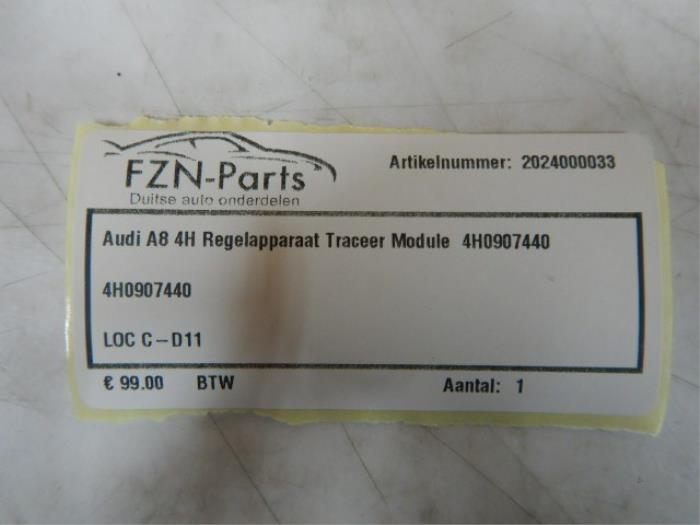 FZN-Parts
Duitse auto onderdelen
Artikelnummer: 2024000033
Audi A8 4H Regelapparaat Traceer Module 4H0907440
4H0907440
LOC C-D11
€ 99.00 BTW Aantal: 1